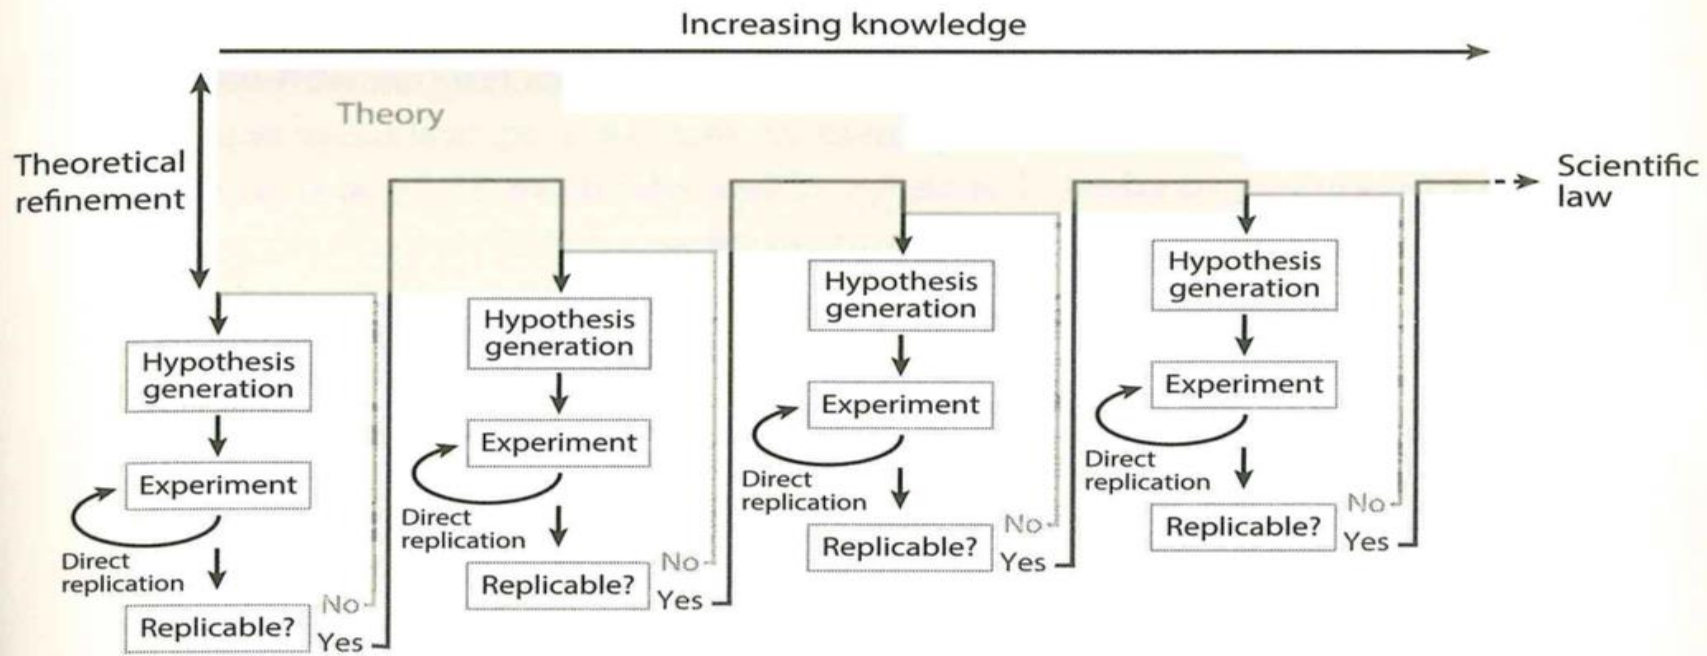 Increasing knowledge
Theory
Theoretical
refinement
Scientific
law
Hypothesis
generation
Experiment
Direct
replication
Replicable?
No
Yes
Hypothesis
generation
Experiment
Direct
replication
Replicable?
No
Yes
Hypothesis
generation
Experiment
Direct
replication
Replicable?
No
Yes
Hypothesis
generation
Experiment
Direct
replication
Replicable?
No
Yes